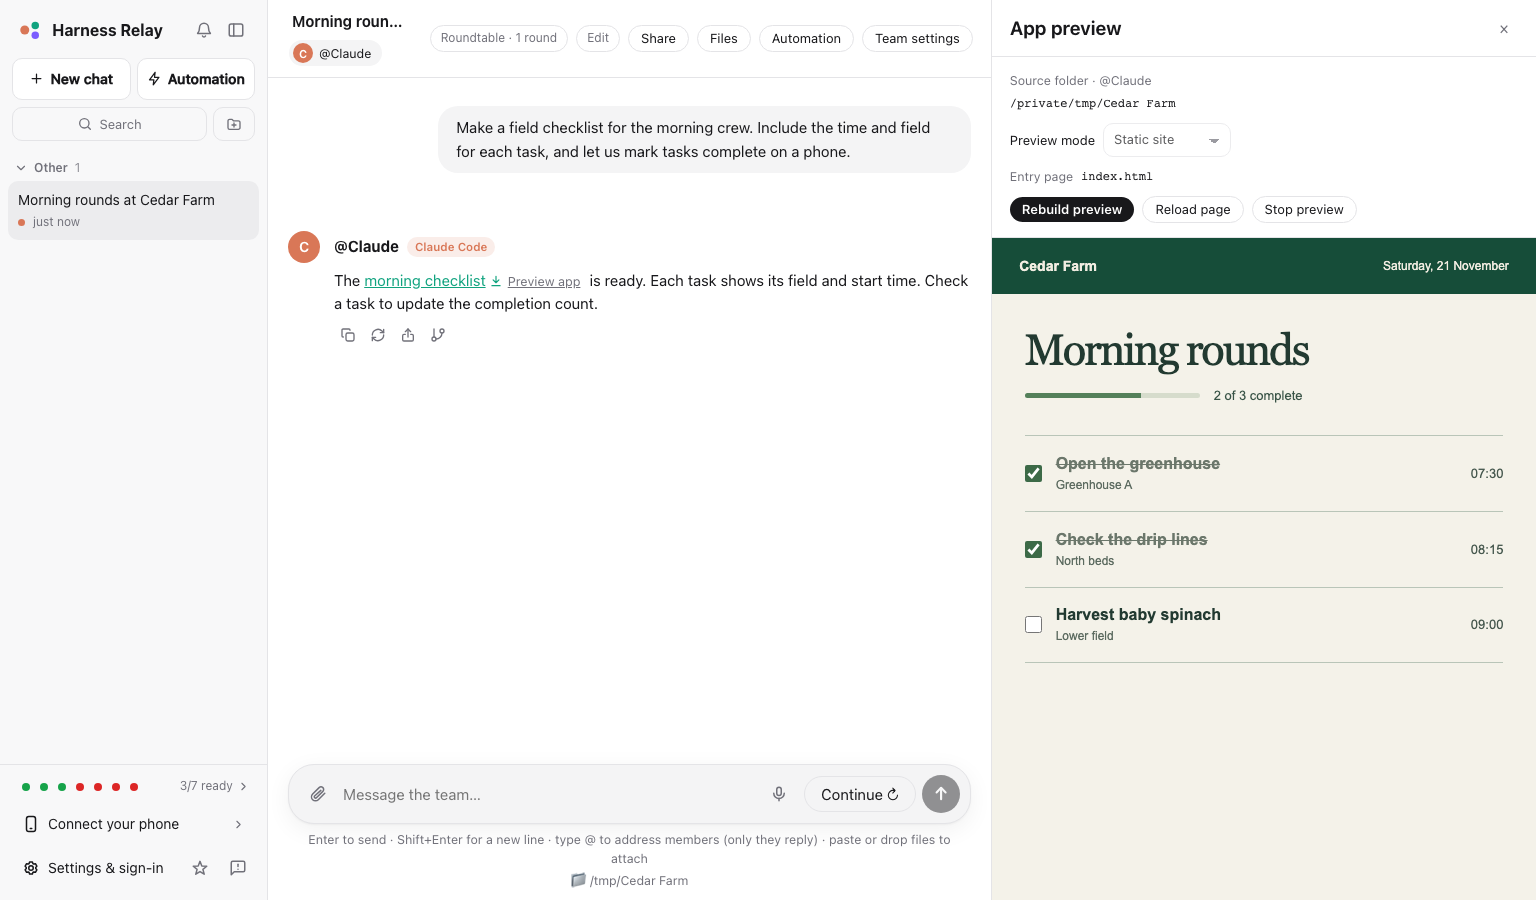 Harness Relay
New chat
Automation
Search
Other 1
Morning rounds at Cedar Farm
just now
3/7 ready
Connect your phone
Settings & sign-in
Morning roun...
C @Claude
Roundtable · 1 round
Edit
Share
Files
Automation
Team settings
Make a field checklist for the morning crew. Include the time and field
for each task, and let us mark tasks complete on a phone.
C
@Claude Claude Code
The morning checklist Preview app is ready. Each task shows its field and start time. Check
a task to update the completion count.
Message the team...
Continue
Enter to send · Shift+Enter for a new line · type @ to address members (only they reply) · paste or drop files to
attach
/tmp/Cedar Farm
App preview
Source folder · @Claude
/private/tmp/Cedar Farm
Preview mode Static site
Entry page index.html
Rebuild preview
Reload page
Stop preview
Cedar Farm
Saturday, 21 November
Morning rounds
2 of 3 complete
Open the greenhouse
Greenhouse A
07:30
Check the drip lines
North beds
08:15
Harvest baby spinach
Lower field
09:00